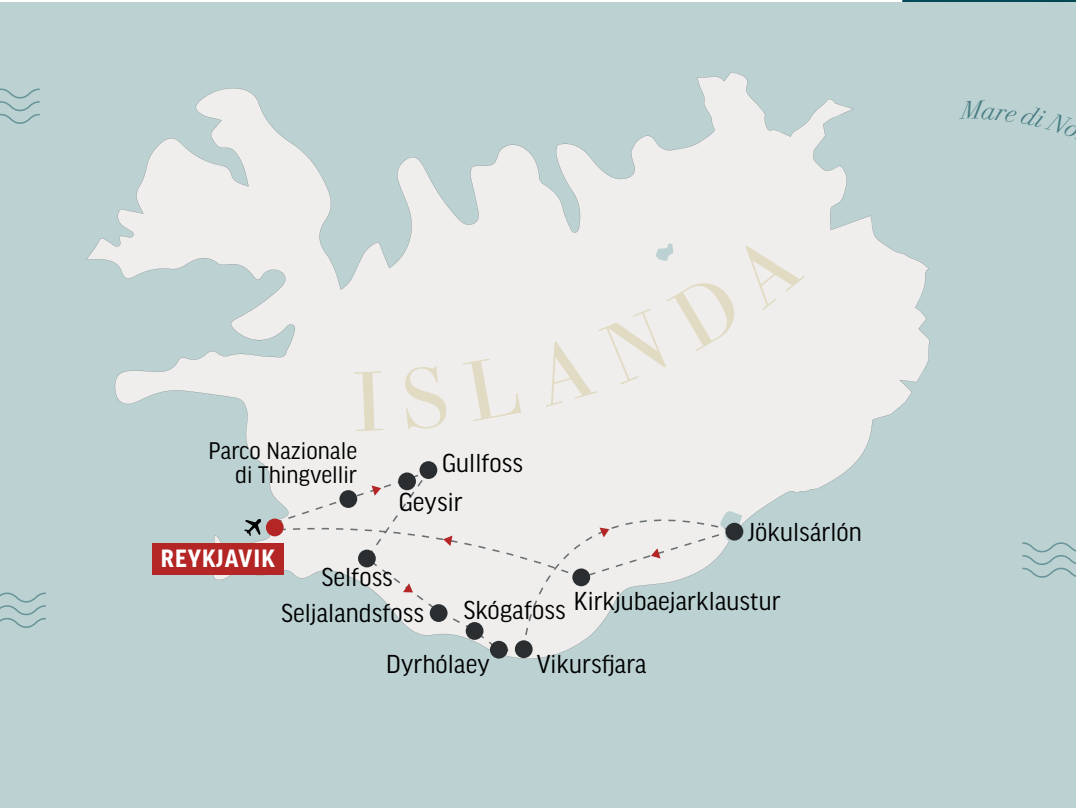 Mare di No
ISLANDA
Parco Nazionale
di Thingvellir
Gullfoss
Geysir
REYKJAVIK
Jökulsárlón
Selfoss
Kirkjubaejarklaustur
Seljalandsfoss
Skógafoss
Dyrhólaey
Vikursfjara